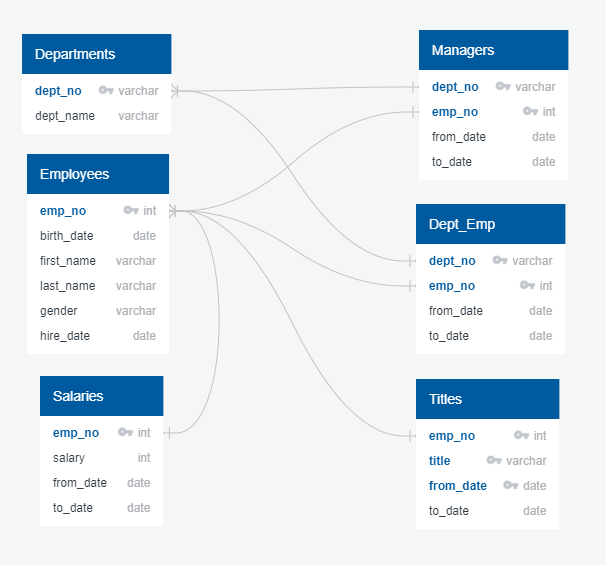 Departments
dept_no varchar
dept_name varchar
Employees
emp_no int
birth_date date
first_name varchar
last_name varchar
gender varchar
hire_date date
Salaries
emp_no int
salary int
from_date date
to_date date
Managers
dept_no varchar
emp_no int
from_date date
to_date date
Dept_Emp
dept_no varchar
emp_no int
from_date date
to_date date
Titles
emp_no int
title varchar
from_date date
to_date date